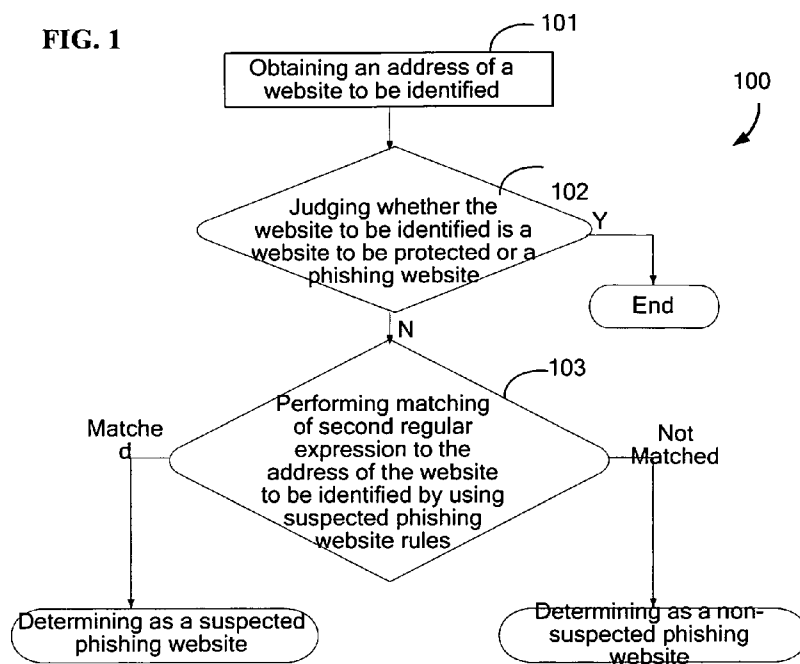 FIG. 1
101
Obtaining an address of a
website to be identified
100
102
Judging whether the
website to be identified is a
website to be protected or a
phishing website
Y
End
N
103
Performing matching
of second regular
expression to the
address of the website
to be identified by using
suspected phishing
website rules
Matche
d
Not
Matched
Determining as a suspected
phishing website
Determining as a non-
suspected phishing
website